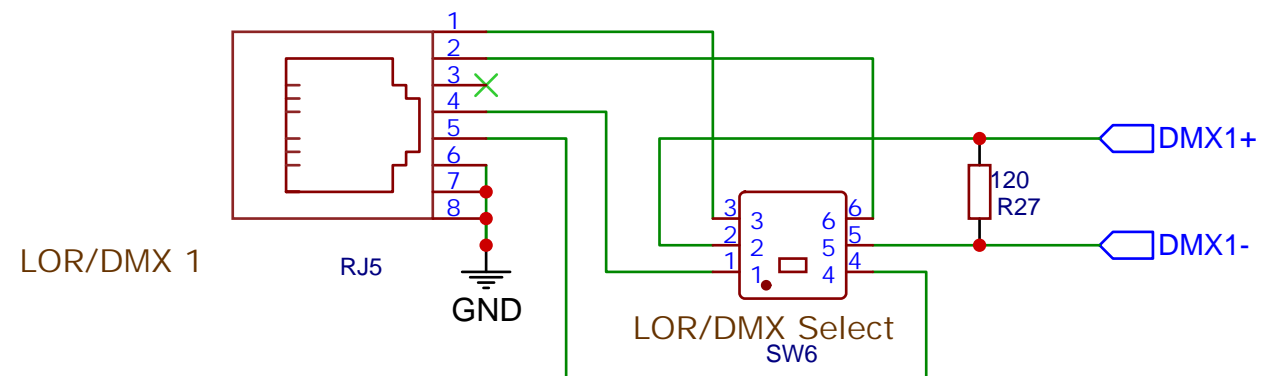 1
2
3
4
5
6
7
8
LOR/DMX 1
RJ5
GND
DMX1+
120
R27
DMX1-
3 3 6 6
2 2 5 5
1 1 4 4
LOR/DMX Select
SW6